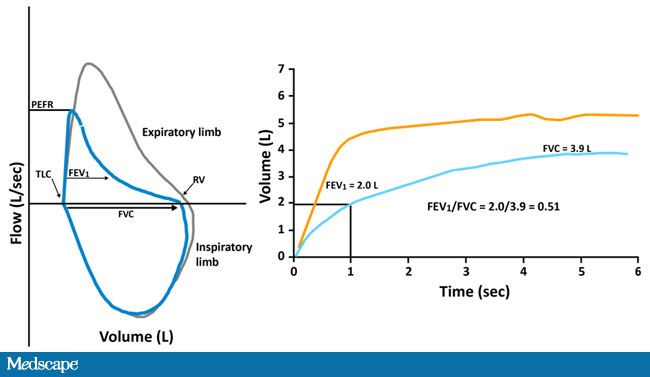 PEFR
Expiratory limb
TLC
FEV₁
RV
FVC
Inspiratory
limb
Flow (L/sec)
Volume (L)
7
6
5
4
3
2
1
0
Volume (L)
FEV₁ = 2.0 L
FVC = 3.9 L
FEV₁/FVC = 2.0/3.9 = 0.51
0 1 2 3 4 5 6
Time (sec)
Medscape